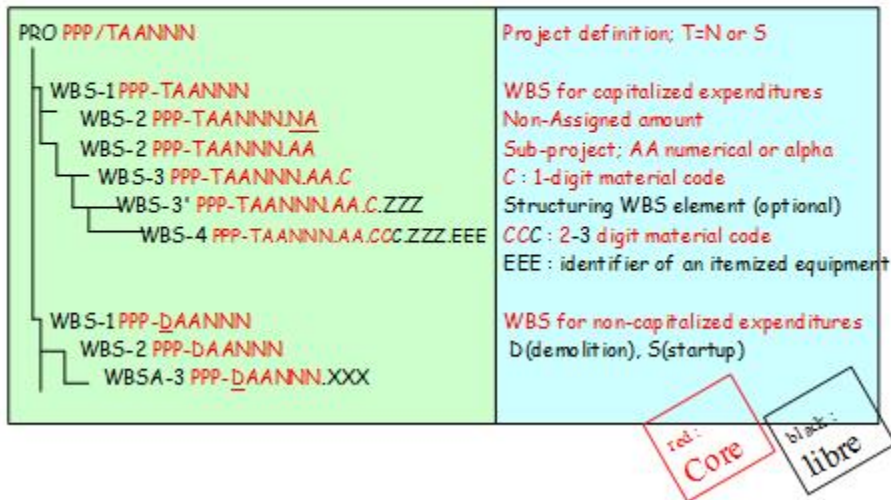 PRO PPP/TAANNN Project definition; T=N or S
WBS-1 PPP-TAANNN WBS for capitalized expenditures
WBS-2 PPP-TAANNN.NA Non-Assigned amount
WBS-2 PPP-TAANNN.AA Sub-project; AA numerical or alpha
WBS-3 PPP-TAANNN.AA.C C : 1-digit material code
WBS-3' PPP-TAANNN.AA.C.ZZZ Structuring WBS element (optional)
WBS-4 PPP-TAANNN.AA.CCC.ZZZ.EEE CCC : 2-3 digit material code
EEE : identifier of an itemized equipment
WBS-1 PPP-DAANNN WBS for non-capitalized expenditures
WBS-2 PPP-DAANNN D(demolition), S(startup)
WBSA-3 PPP-DAANNN.XXX
red :
Core
black :
libre